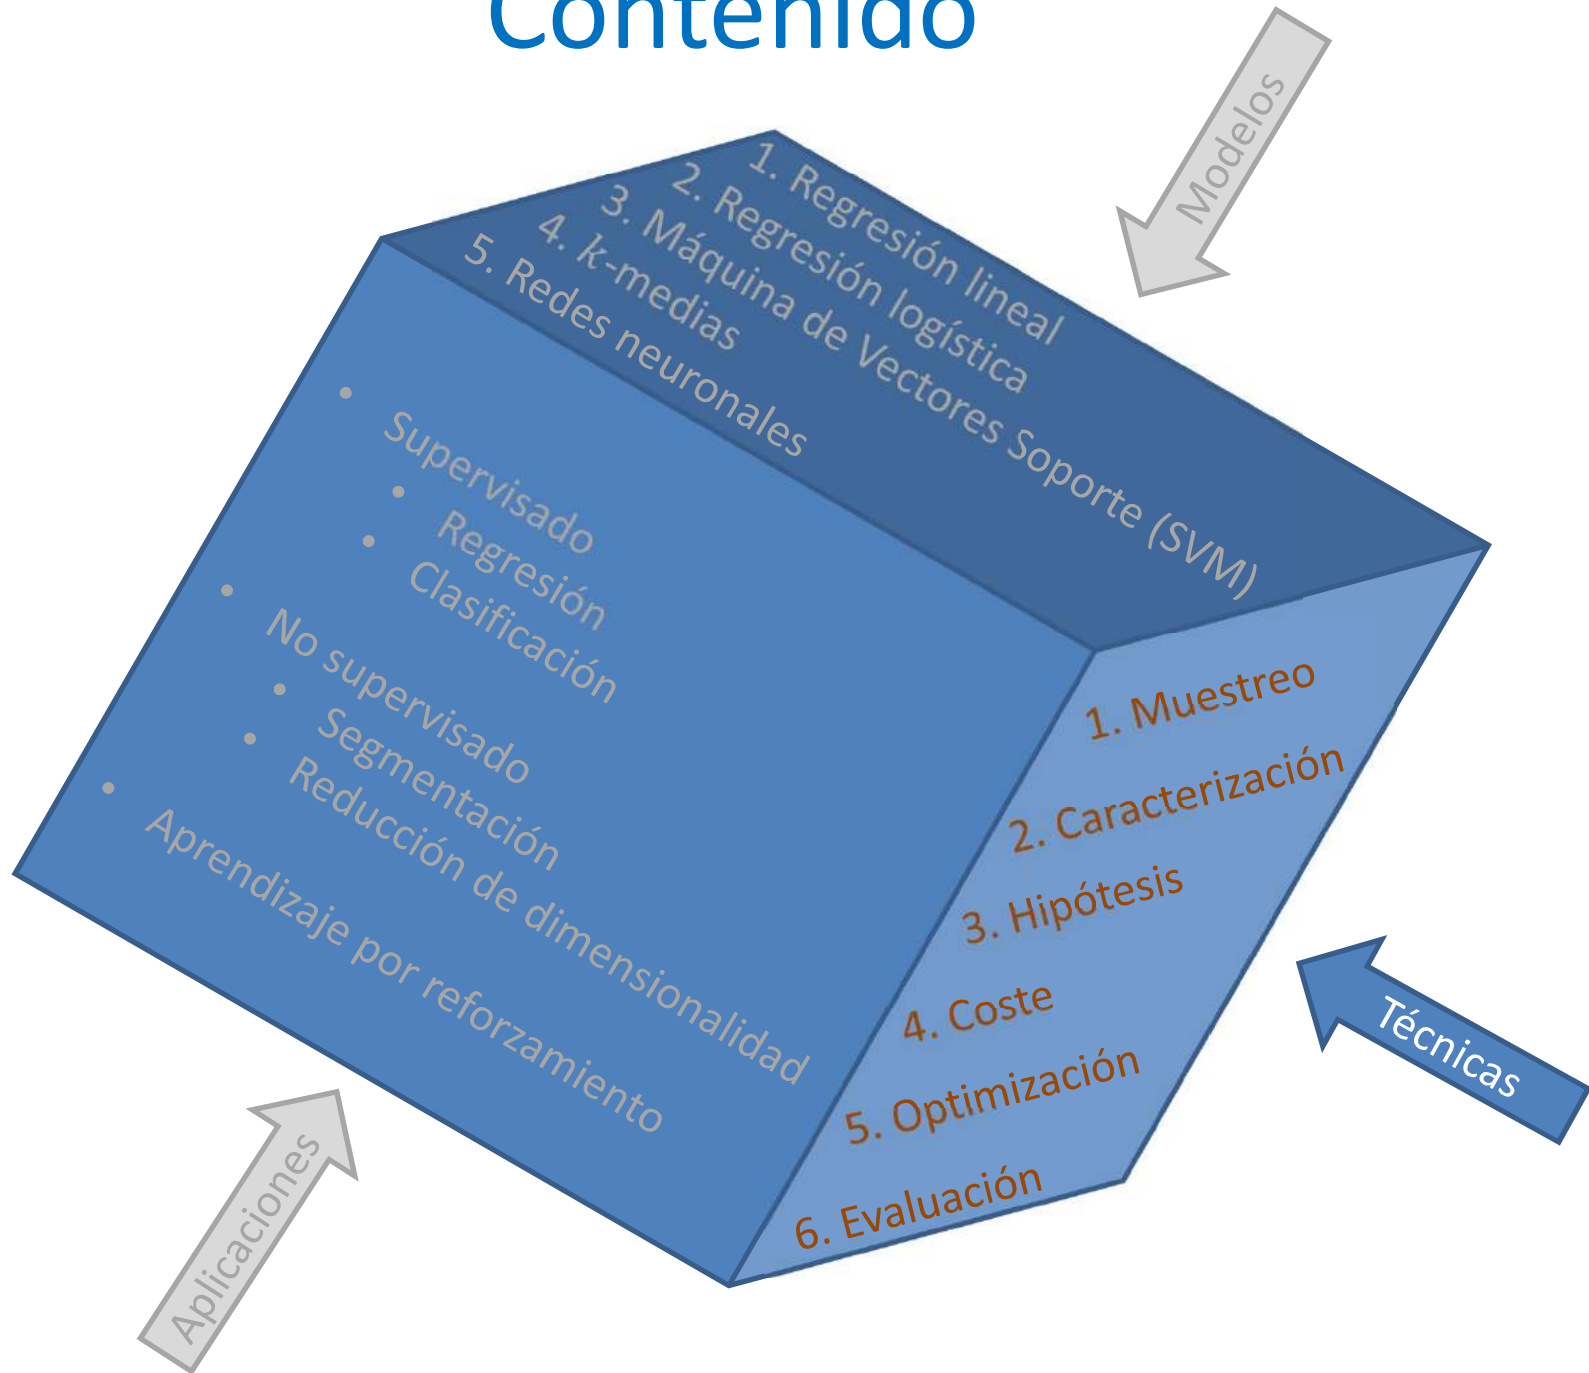 Contenido
Modelos
1. Regresión lineal
2. Regresión logística
3. Máquina de Vectores Soporte (SVM)
4. k-medias
5. Redes neuronales
• Supervisado
• Regresión
• Clasificación
• No supervisado
• Segmentación
• Reducción de dimensionalidad
• Aprendizaje por reforzamiento
1. Muestreo
2. Caracterización
3. Hipótesis
4. Coste
5. Optimización
6. Evaluación
Técnicas
Aplicaciones